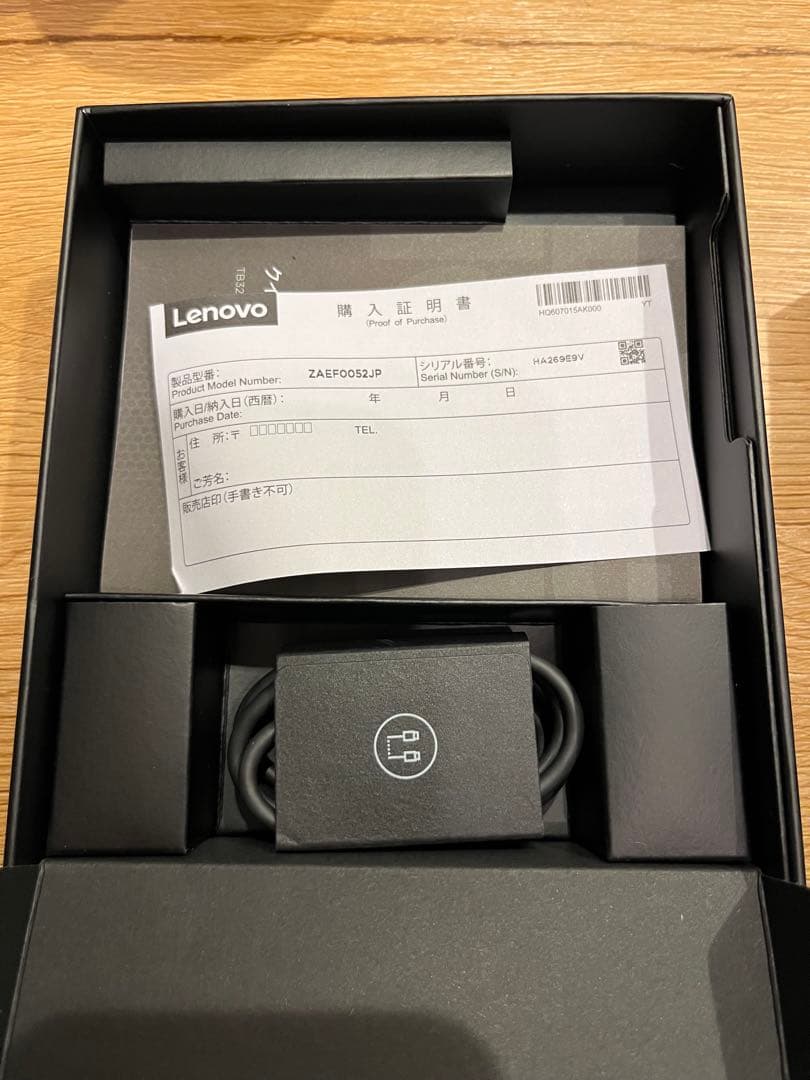 TB32
クイ
Lenovo
購入証明書
(Proof of Purchase)
HQ607015AK000
YT
製品型番：
Product Model Number:
ZAEF0052JP
シリアル番号：
Serial Number (S/N):
HA269E9V
購入日/納入日（西暦）：
年 月 日
Purchase Date:
お客様
住 所：〒 □□□□□□□
TEL.
ご芳名：
販売店印（手書き不可）